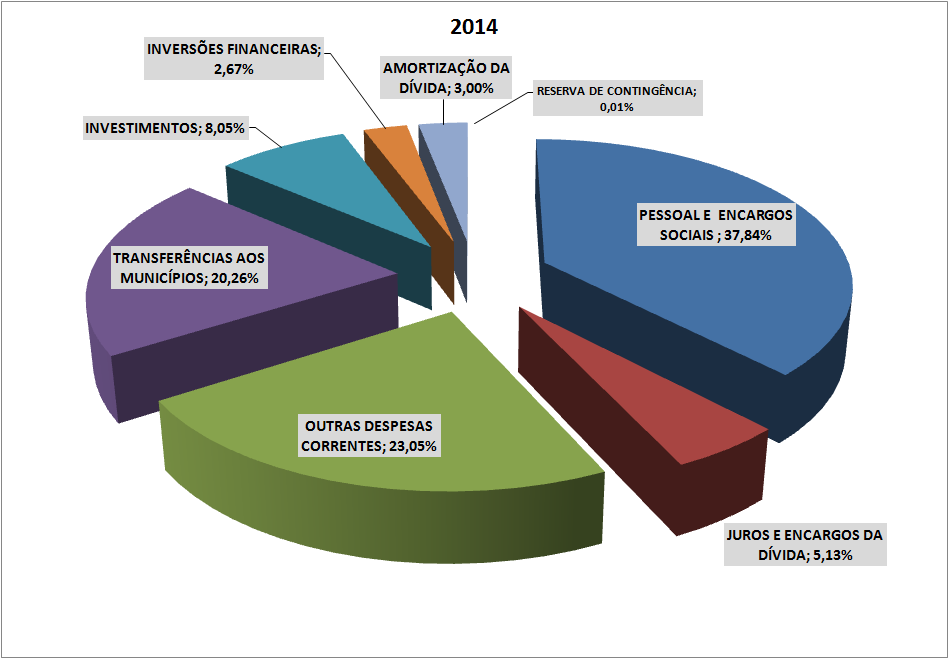 2014
INVERSÕES FINANCEIRAS;
2,67%
AMORTIZAÇÃO DA
DÍVIDA; 3,00%
RESERVA DE CONTINGÊNCIA;
0,01%
INVESTIMENTOS; 8,05%
PESSOAL E ENCARGOS
SOCIAIS ; 37,84%
TRANSFERÊNCIAS AOS
MUNICÍPIOS; 20,26%
OUTRAS DESPESAS
CORRENTES; 23,05%
JUROS E ENCARGOS DA
DÍVIDA; 5,13%